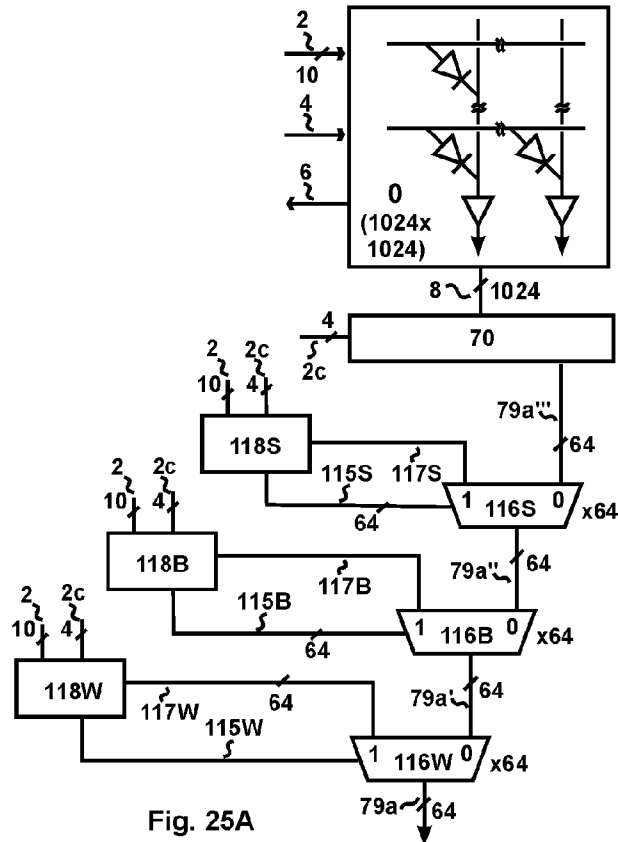 2
10
4
6
0
(1024x
1024)
8
1024
4
2c
70
2
10
2c
4
79a'''
64
118S
115S
117S
64
1
0
116S
x64
2
10
2c
4
118B
117B
79a''
64
115B
64
1
0
116B
x64
2
10
2c
4
118W
117W
64
79a'
64
115W
1
0
116W
x64
79a
64
Fig. 25A